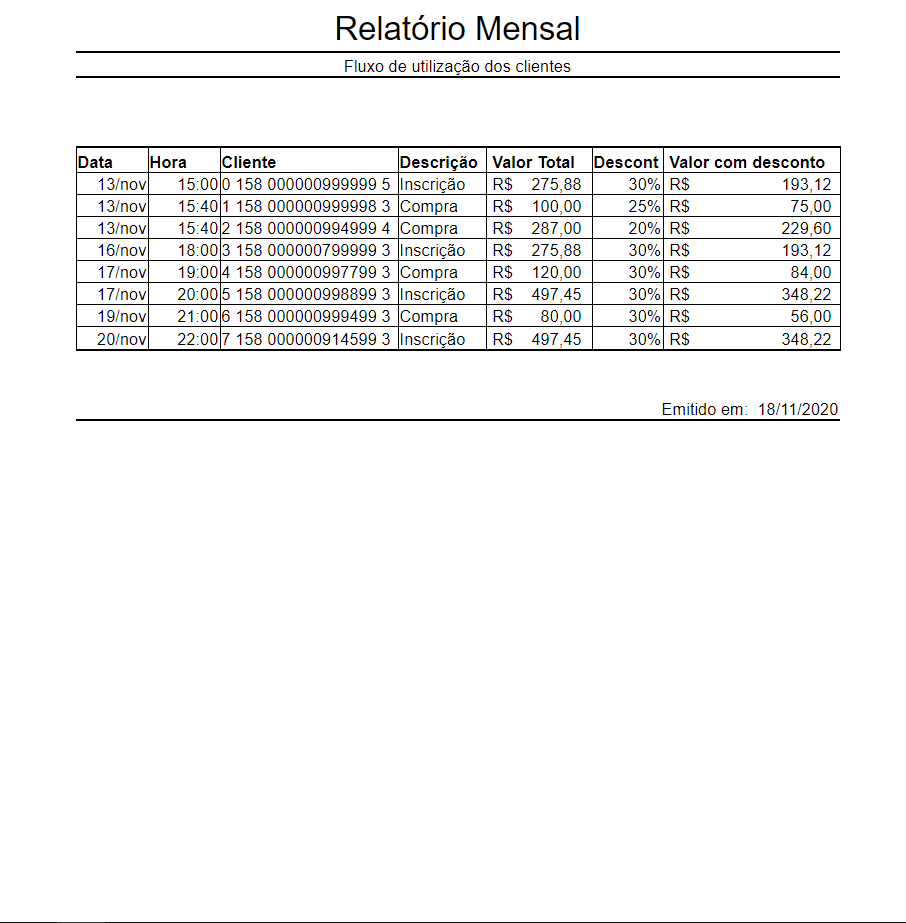 Relatório Mensal
Fluxo de utilização dos clientes
Data Hora Cliente Descrição Valor Total Descont Valor com desconto
13/nov 15:00 0 158 000000999999 5 Inscrição R$ 275,88 30% R$ 193,12
13/nov 15:40 1 158 000000999998 3 Compra R$ 100,00 25% R$ 75,00
13/nov 15:40 2 158 000000994999 4 Compra R$ 287,00 20% R$ 229,60
16/nov 18:00 3 158 000000799999 3 Inscrição R$ 275,88 30% R$ 193,12
17/nov 19:00 4 158 000000997799 3 Compra R$ 120,00 30% R$ 84,00
17/nov 20:00 5 158 000000998899 3 Inscrição R$ 497,45 30% R$ 348,22
19/nov 21:00 6 158 000000999499 3 Compra R$ 80,00 30% R$ 56,00
20/nov 22:00 7 158 000000914599 3 Inscrição R$ 497,45 30% R$ 348,22
Emitido em: 18/11/2020